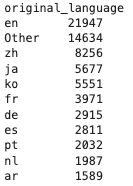 original_language
en 21947
Other 14634
zh 8256
ja 5677
ko 5551
fr 3971
de 2915
es 2811
pt 2032
nl 1987
ar 1589